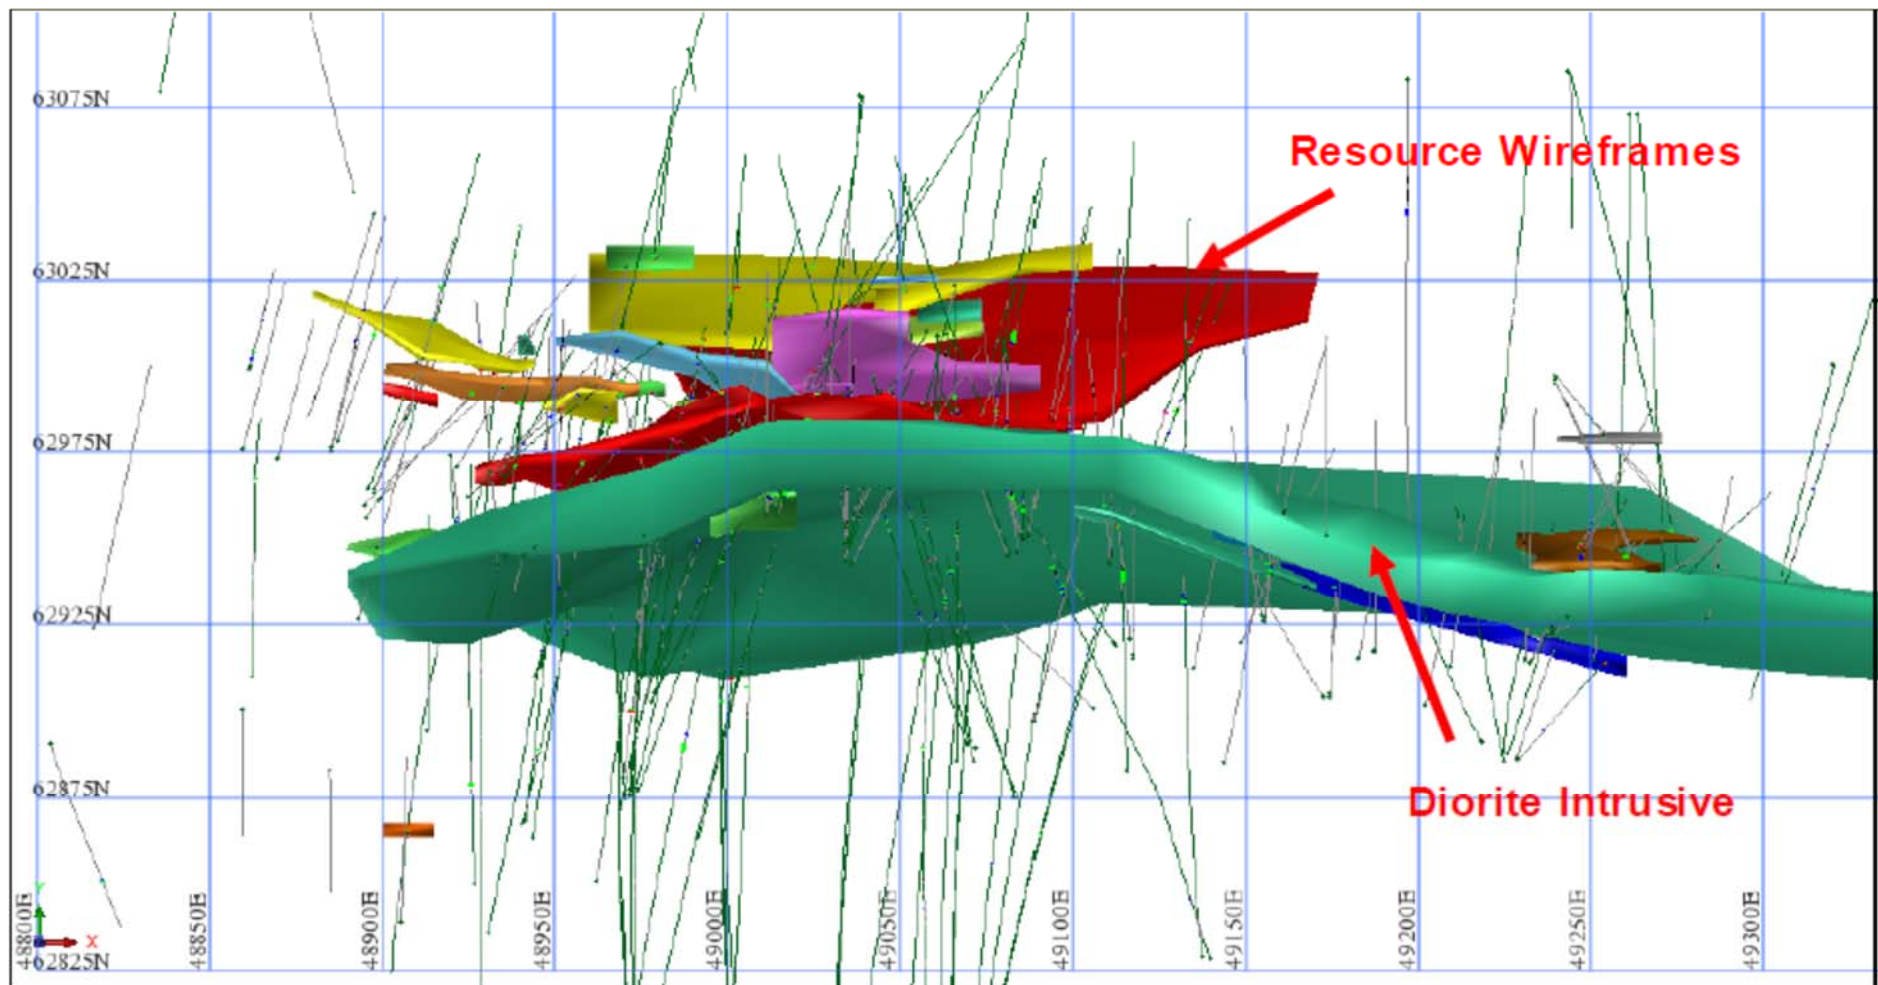 63075N
Resource Wireframes
63025N
62975N
62925N
62875N
Diorite Intrusive
Y
X
62825N
48800E
48850E
48900E
48950E
49000E
49050E
49100E
49150E
49200E
49250E
49300E